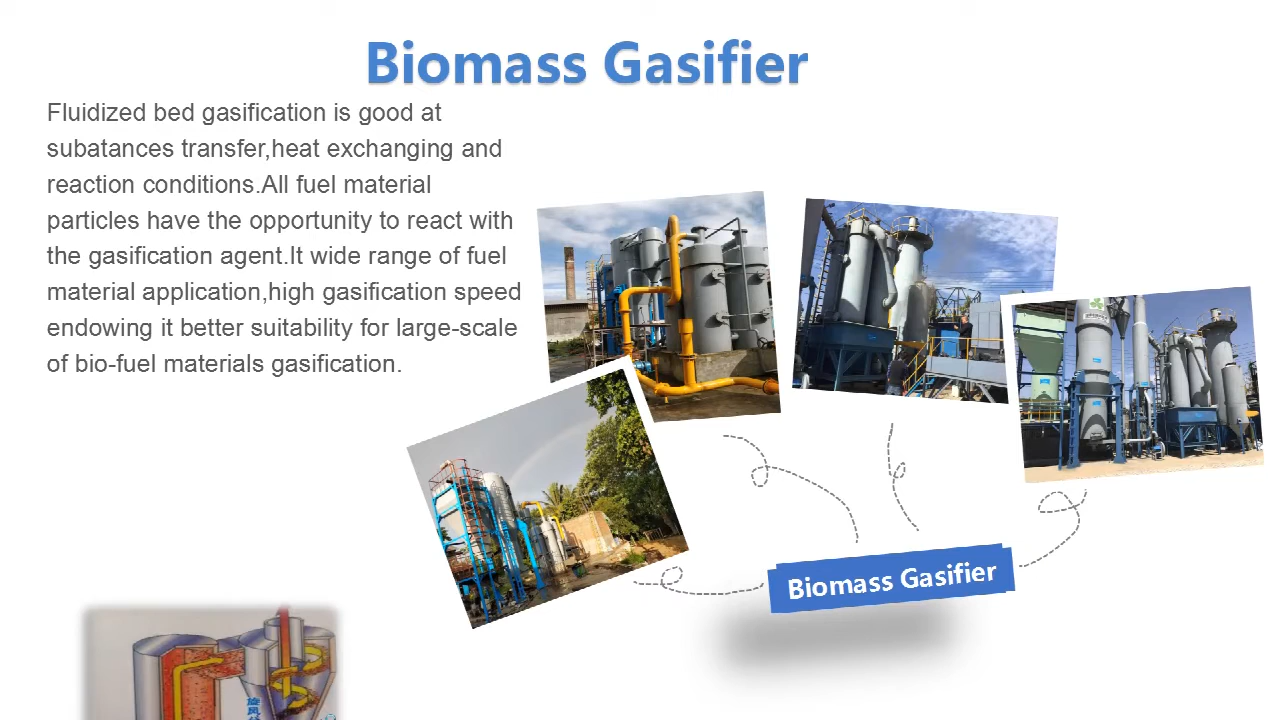 Biomass Gasifier
Fluidized bed gasification is good at
subatances transfer,heat exchanging and
reaction conditions.All fuel material
particles have the opportunity to react with
the gasification agent.It wide range of fuel
material application,high gasification speed
endowing it better suitability for large-scale
of bio-fuel materials gasification.
Biomass Gasifier
旋
风